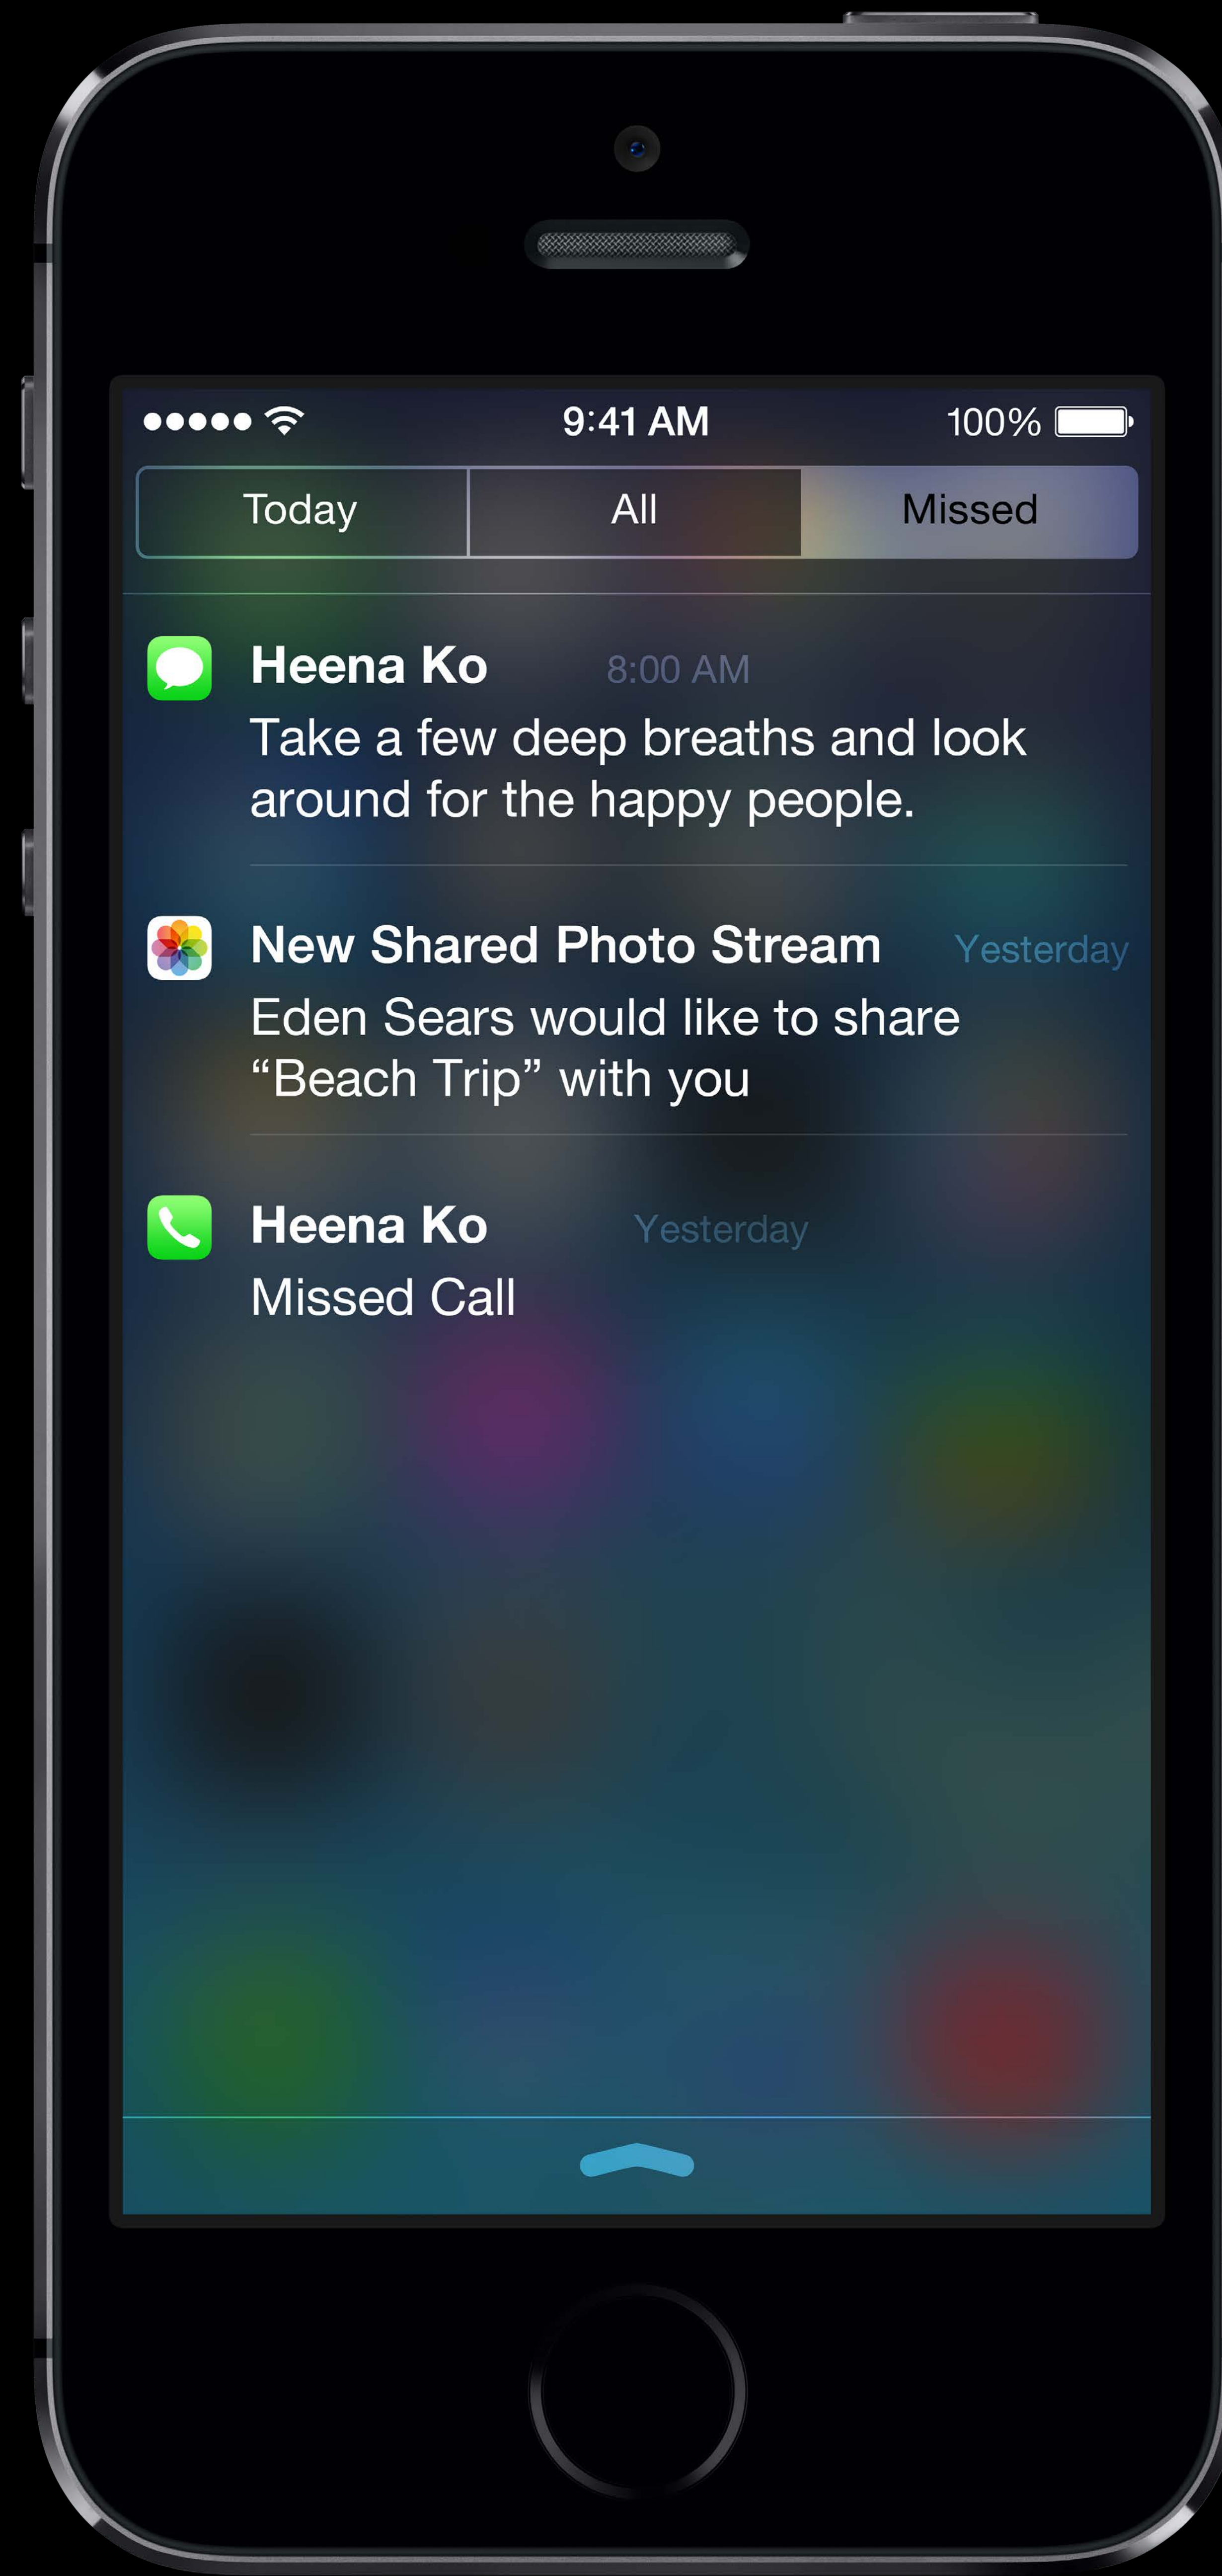 9:41 AM 100%
Today All Missed
Heena Ko 8:00 AM
Take a few deep breaths and look
around for the happy people.
New Shared Photo Stream Yesterday
Eden Sears would like to share
“Beach Trip” with you
Heena Ko Yesterday
Missed Call